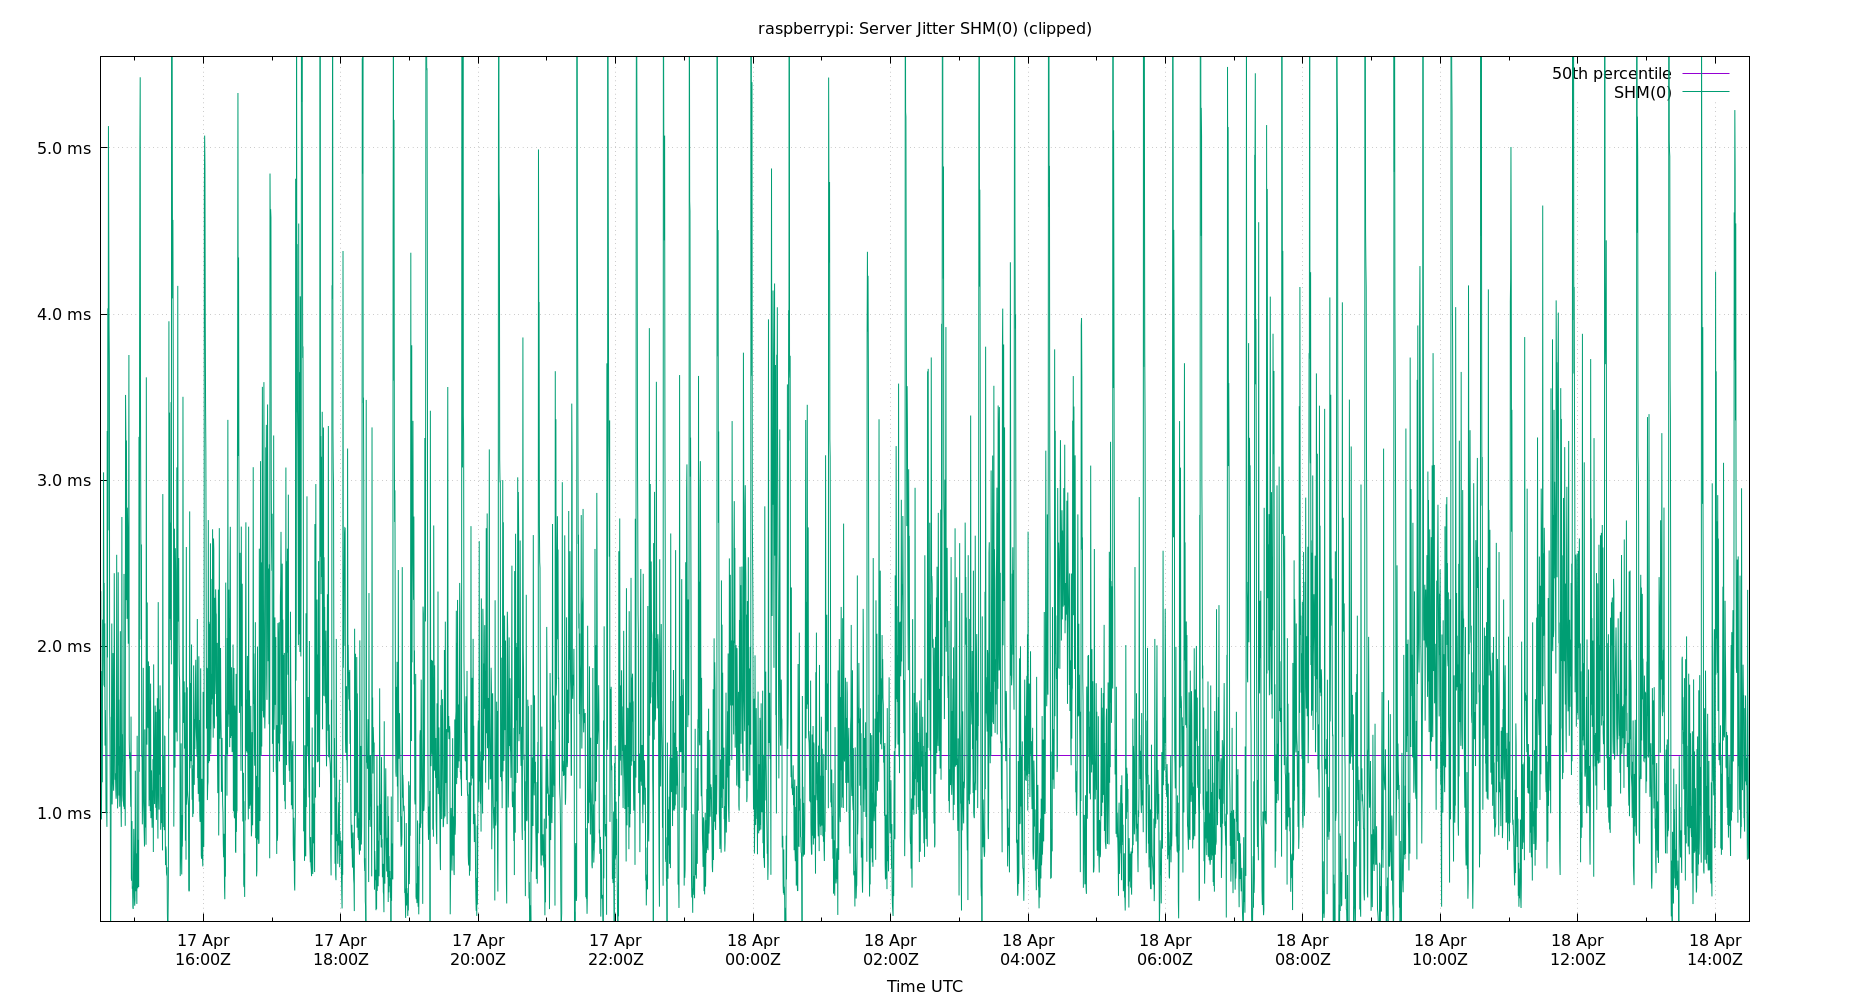 raspberrypi: Server Jitter SHM(0) (clipped)
50th percentile
SHM(0)
5.0 ms
4.0 ms
3.0 ms
2.0 ms
1.0 ms
17 Apr 17 Apr 17 Apr 17 Apr 18 Apr 18 Apr 18 Apr 18 Apr 18 Apr 18 Apr 18 Apr 18 Apr
16:00Z 18:00Z 20:00Z 22:00Z 00:00Z 02:00Z 04:00Z 06:00Z 08:00Z 10:00Z 12:00Z 14:00Z
Time UTC